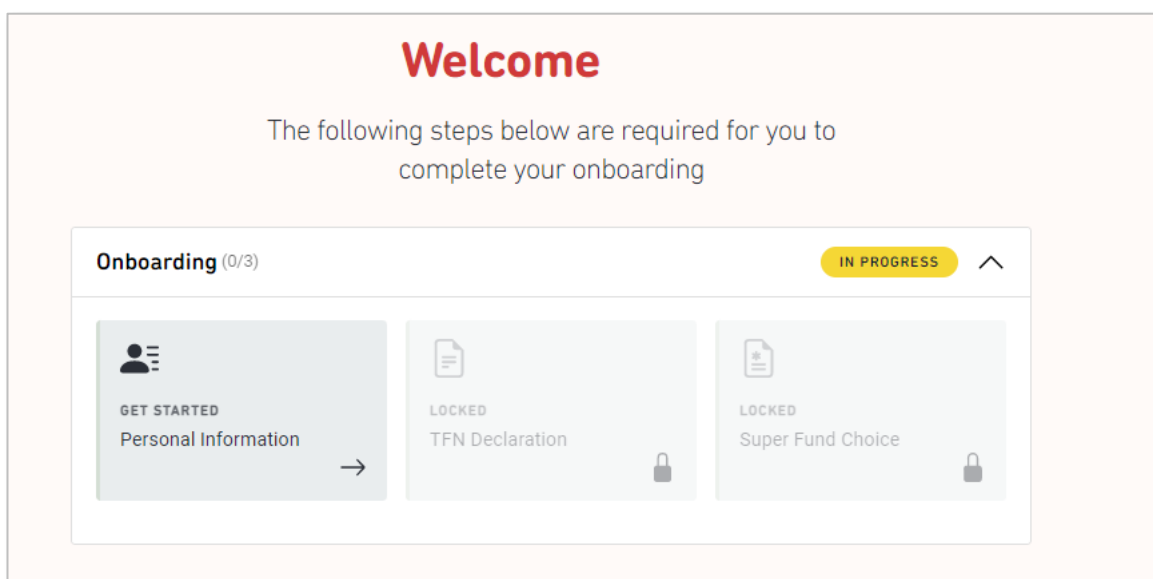 Welcome
The following steps below are required for you to
complete your onboarding
Onboarding (0/3)
IN PROGRESS
GET STARTED
Personal Information
LOCKED
TFN Declaration
LOCKED
Super Fund Choice